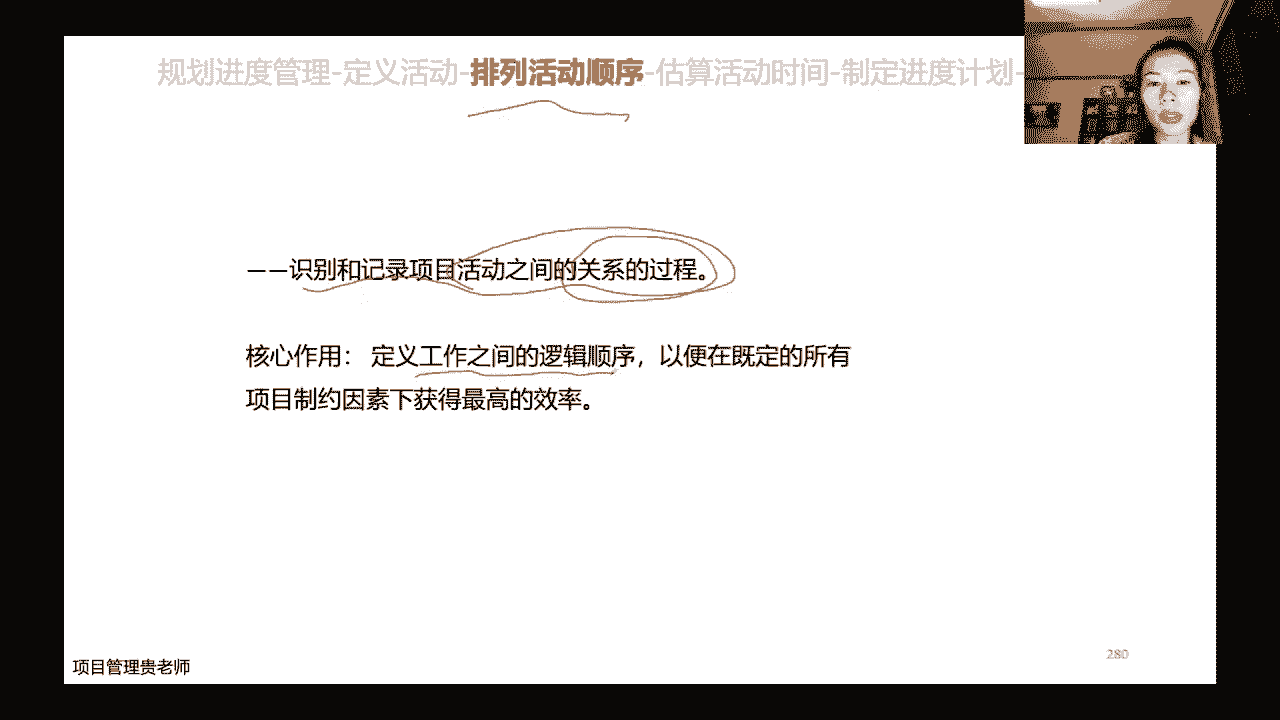 规划进度管理-定义活动-排列活动顺序-估算活动时间-制定进度计划-
——识别和记录项目活动之间的关系的过程。
核心作用： 定义工作之间的逻辑顺序，以便在既定的所有
项目制约因素下获得最高的效率。
项目管理贵老师
280